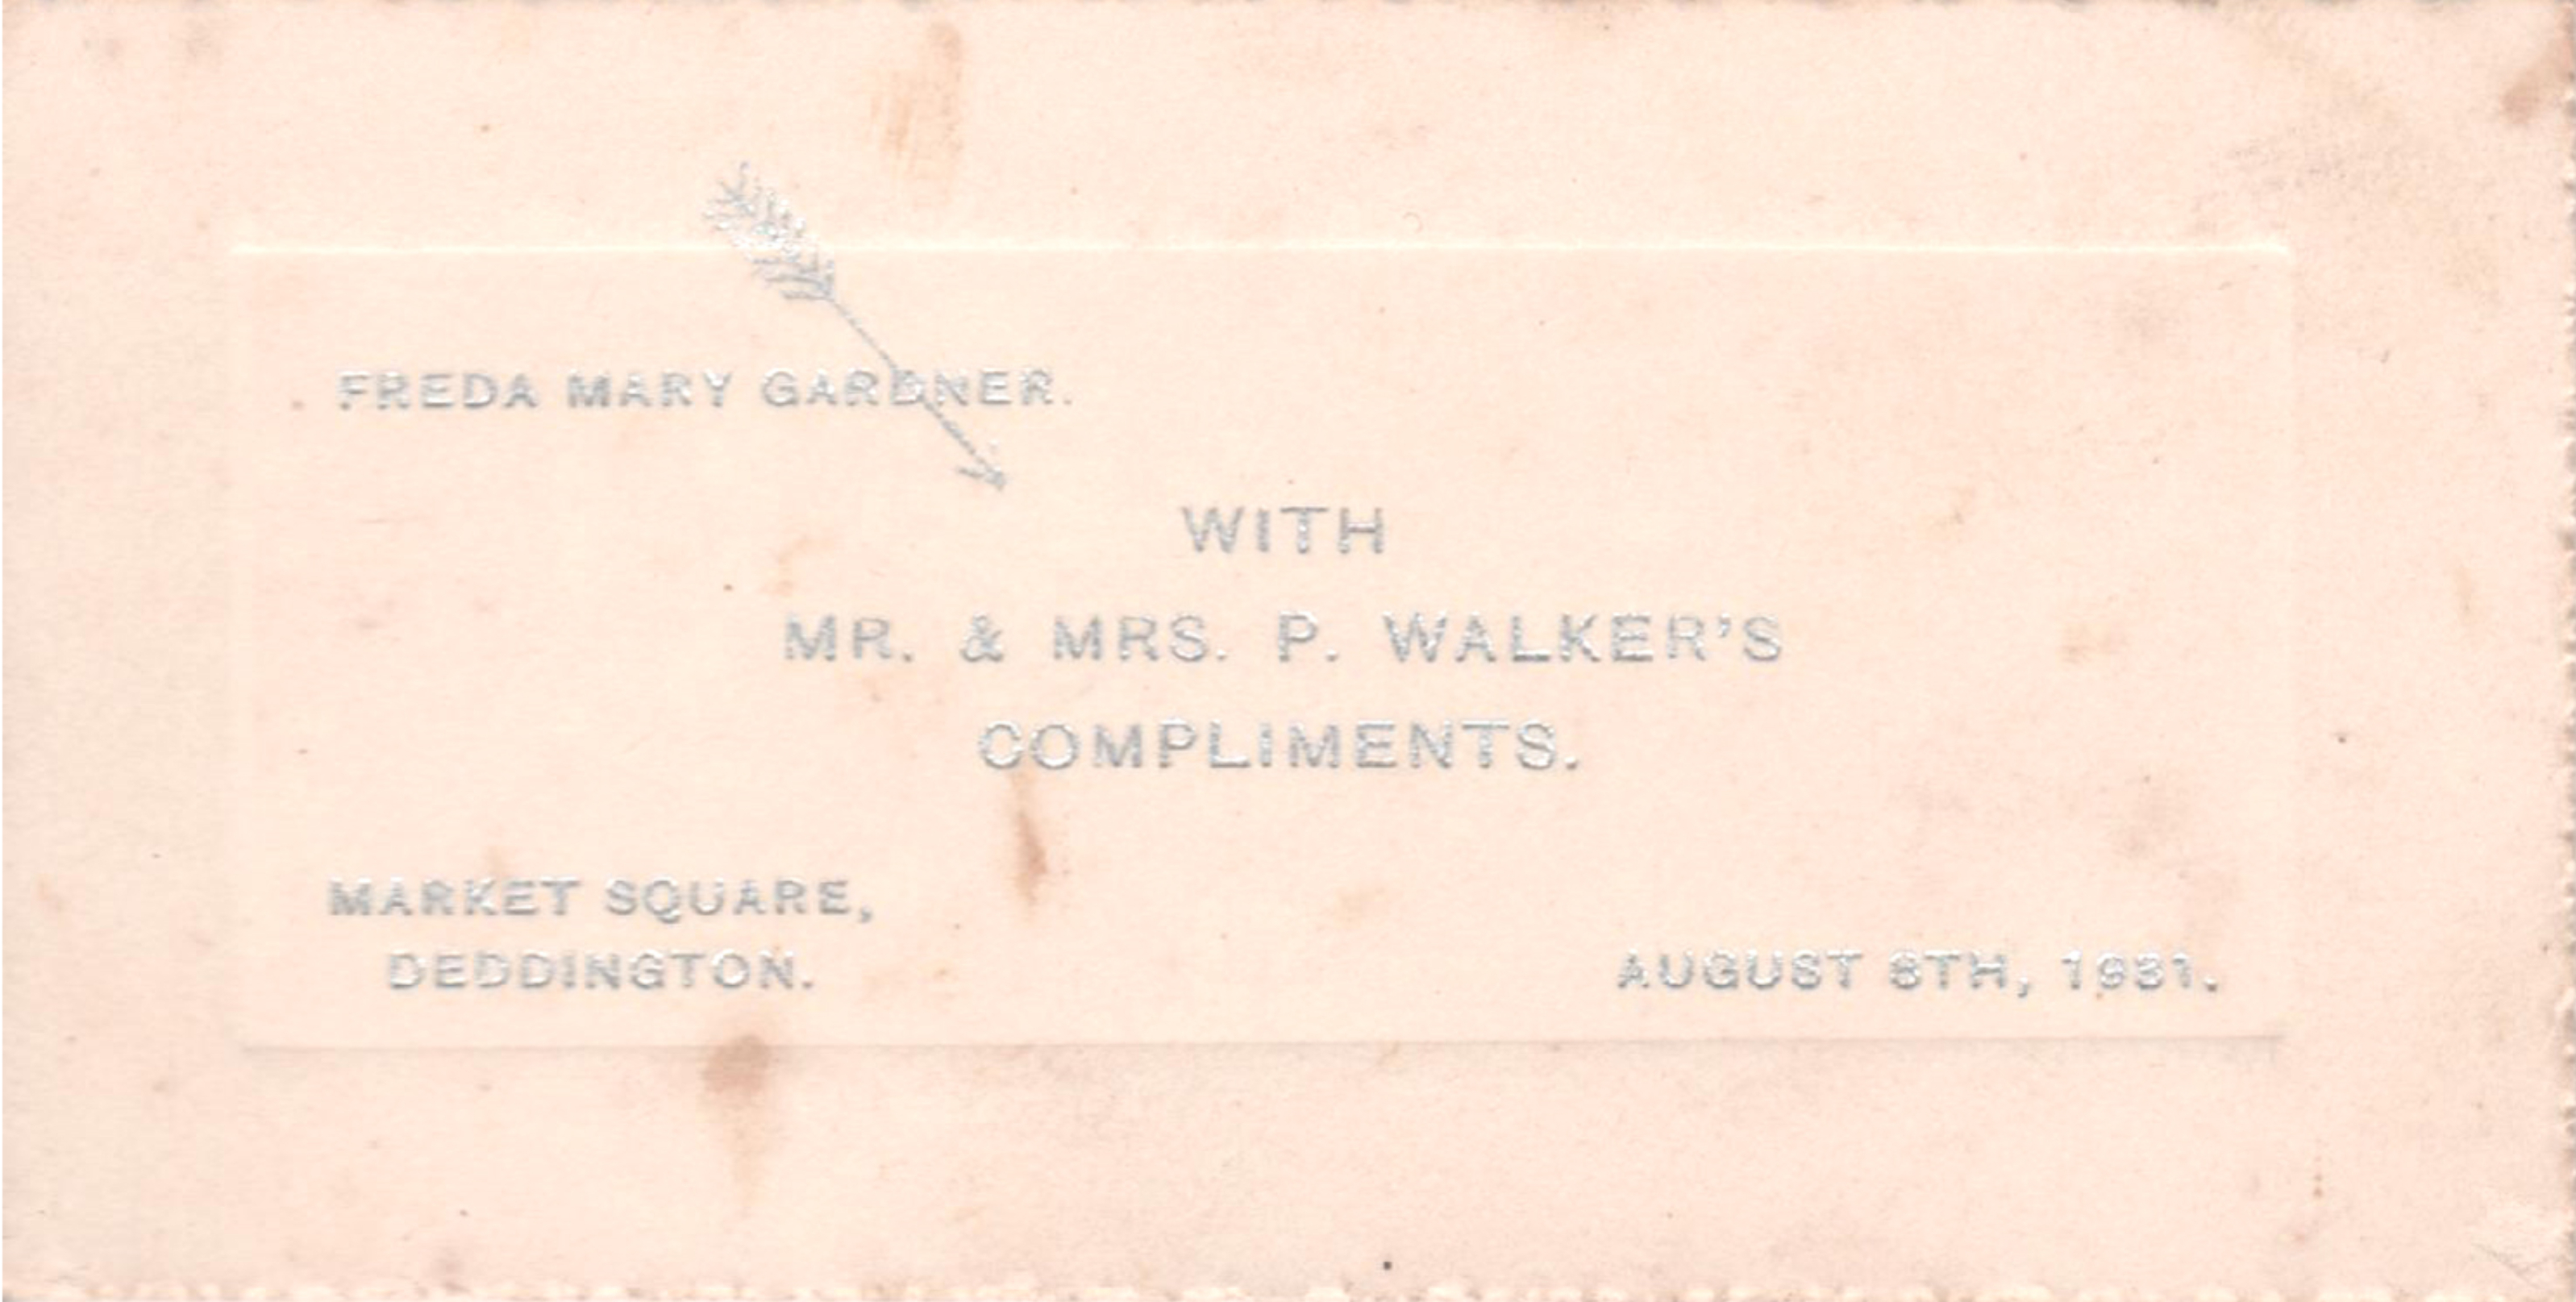 FREDA MARY GARDNER.
WITH
MR. & MRS. P. WALKER'S
COMPLIMENTS.
MARKET SQUARE,
DEDDINGTON.
AUGUST 8TH, 1931.